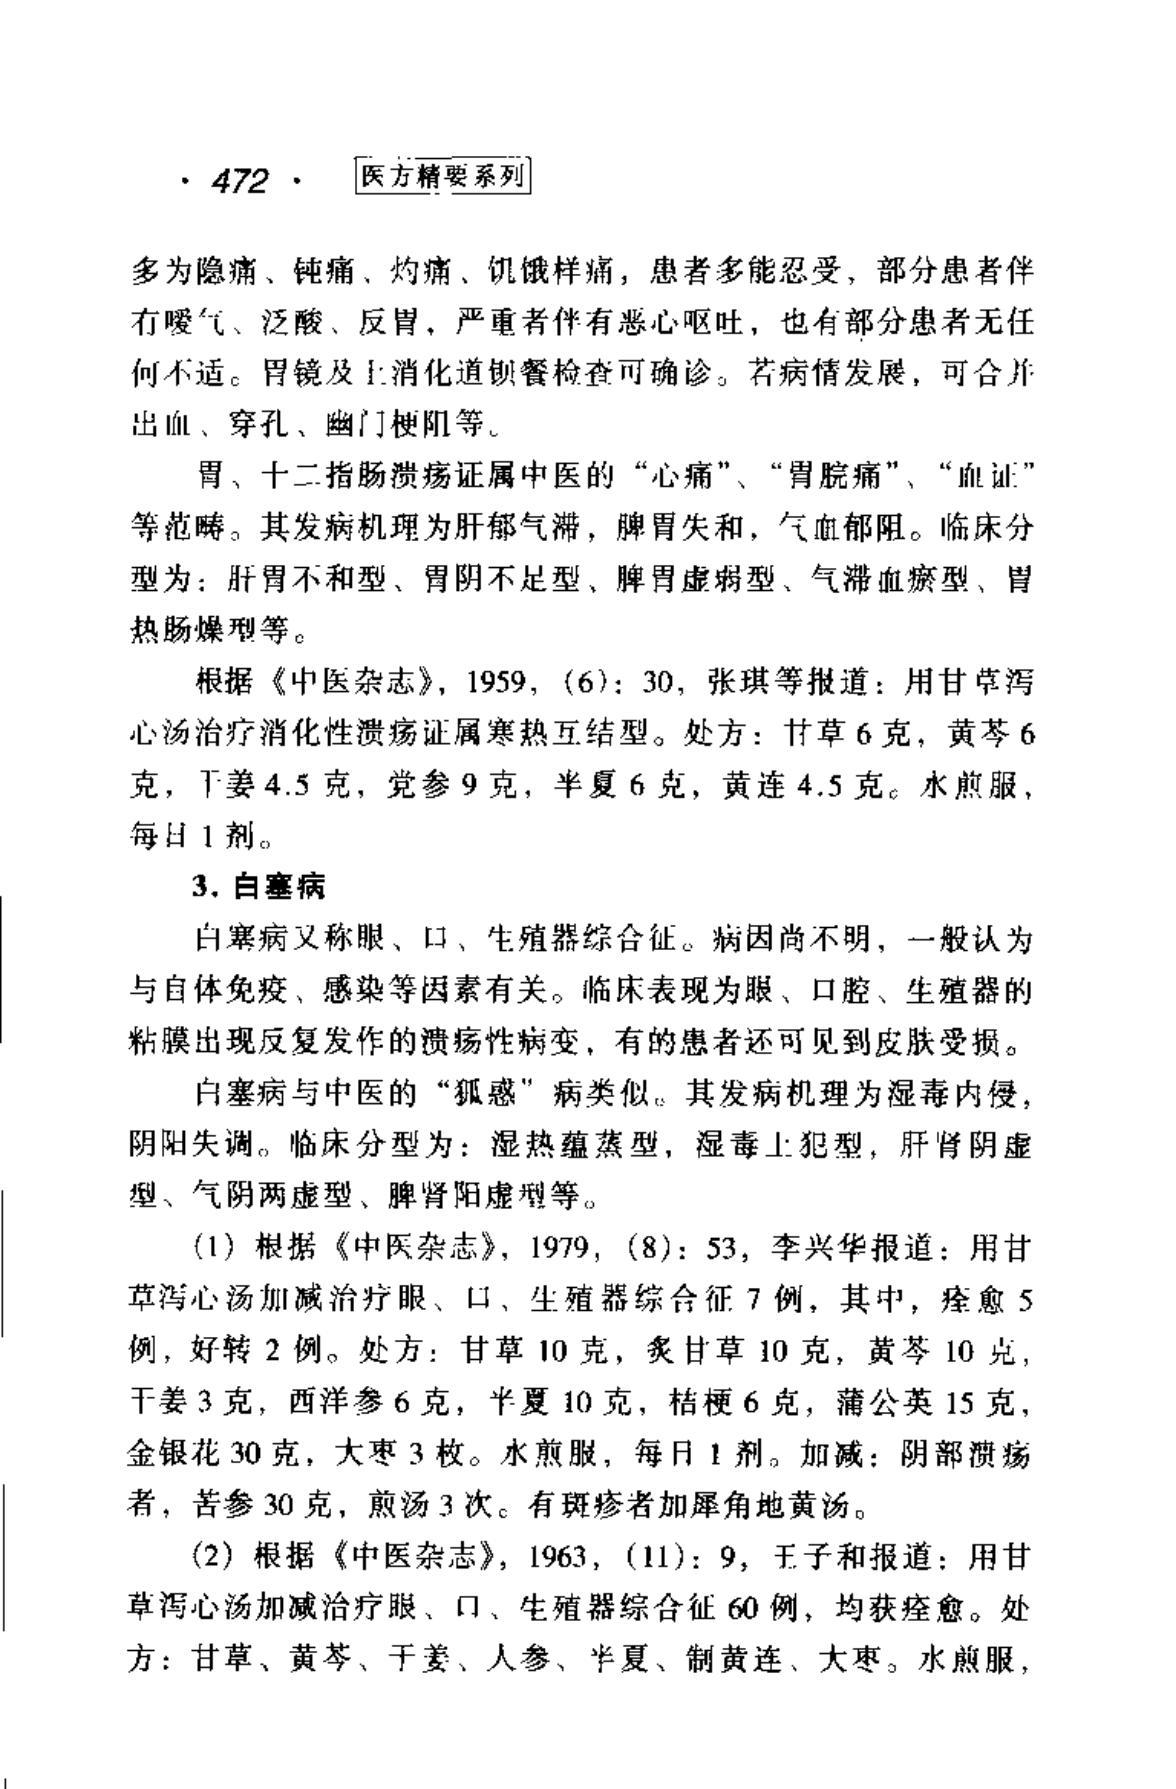 · 472 · 医方精要系列
多为隐痛、钝痛、灼痛、饥饿样痛，患者多能忍受，部分患者伴
有嗳气、泛酸、反胃，严重者伴有恶心呕吐，也有部分患者无任
何不适。胃镜及上消化道钡餐检查可确诊。若病情发展，可合并
出血、穿孔、幽门梗阻等。
胃、十二指肠溃疡证属中医的“心痛”、“胃脘痛”、“血证”
等范畴。其发病机理为肝郁气滞，脾胃失和，气血郁阻。临床分
型为：肝胃不和型、胃阴不足型、脾胃虚弱型、气滞血瘀型、胃
热肠燥型等。
根据《中医杂志》，1959，（6）：30，张琪等报道：用甘草泻
心汤治疗消化性溃疡证属寒热互结型。处方：甘草 6 克，黄芩 6
克，干姜 4.5 克，党参 9 克，半夏 6 克，黄连 4.5 克。水煎服，
每日 1 剂。
3. 白塞病
白塞病又称眼、口、生殖器综合征。病因尚不明，一般认为
与自体免疫、感染等因素有关。临床表现为眼、口腔、生殖器的
粘膜出现反复发作的溃疡性病变，有的患者还可见到皮肤受损。
白塞病与中医的“狐惑”病类似。其发病机理为湿毒内侵，
阴阳失调。临床分型为：湿热蕴蒸型，湿毒上犯型，肝肾阴虚
型、气阴两虚型、脾肾阳虚型等。
（1）根据《中医杂志》，1979，（8）：53，李兴华报道：用甘
草泻心汤加减治疗眼、口、生殖器综合征 7 例，其中，痊愈 5
例，好转 2 例。处方：甘草 10 克，炙甘草 10 克，黄芩 10 克，
干姜 3 克，西洋参 6 克，半夏 10 克，桔梗 6 克，蒲公英 15 克，
金银花 30 克，大枣 3 枚。水煎服，每日 1 剂。加减：阴部溃疡
者，苦参 30 克，煎汤 3 次。有斑疹者加犀角地黄汤。
（2）根据《中医杂志》，1963，（11）：9，王子和报道：用甘
草泻心汤加减治疗眼、口、生殖器综合征 60 例，均获痊愈。处
方：甘草、黄芩、干姜、人参、半夏、制黄连、大枣。水煎服，